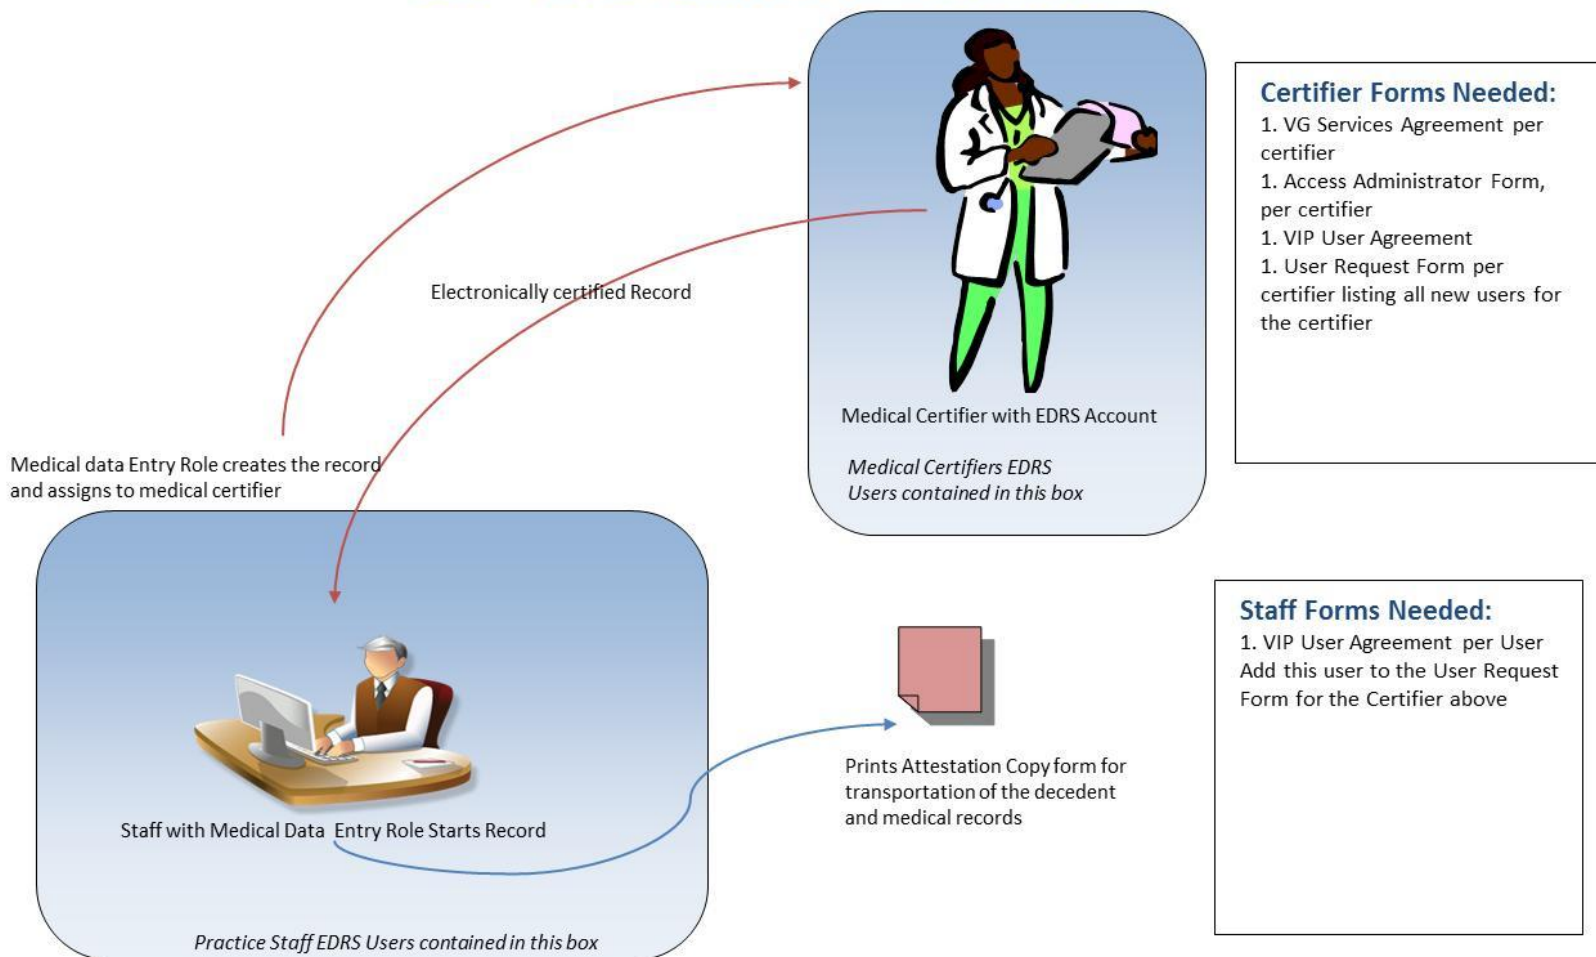 Certifier Forms Needed:
1. VG Services Agreement per
certifier
1. Access Administrator Form,
per certifier
1. VIP User Agreement
1. User Request Form per
certifier listing all new users for
the certifier
Electronically certified Record
Medical Certifier with EDRS Account
Medical Certifiers EDRS
Users contained in this box
Medical data Entry Role creates the record
and assigns to medical certifier
Staff Forms Needed:
1. VIP User Agreement per User
Add this user to the User Request
Form for the Certifier above
Prints Attestation Copy form for
transportation of the decedent
and medical records
Staff with Medical Data Entry Role Starts Record
Practice Staff EDRS Users contained in this box